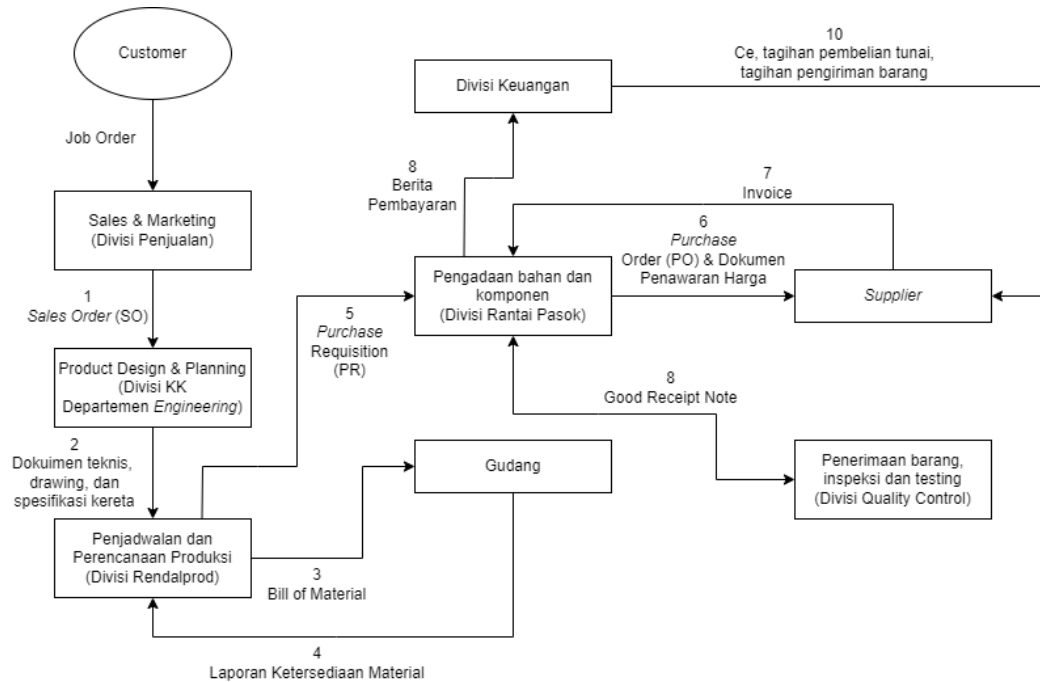 Customer
Job Order
Sales & Marketing
(Divisi Penjualan)
1
Sales Order (SO)
Product Design & Planning
(Divisi KK
Departemen Engineering)
2
Dokuimen teknis,
drawing, dan
spesifikasi kereta
Penjadwalan dan
Perencanaan Produksi
(Divisi Rendalprod)
3
Bill of Material
Gudang
4
Laporan Ketersediaan Material
5
Purchase
Requisition
(PR)
Pengadaan bahan dan
komponen
(Divisi Rantai Pasok)
6
Purchase
Order (PO) & Dokumen
Penawaran Harga
Supplier
7
Invoice
8
Berita
Pembayaran
Divisi Keuangan
8
Good Receipt Note
Penerimaan barang,
inspeksi dan testing
(Divisi Quality Control)
10
Ce, tagihan pembelian tunai,
tagihan pengiriman barang